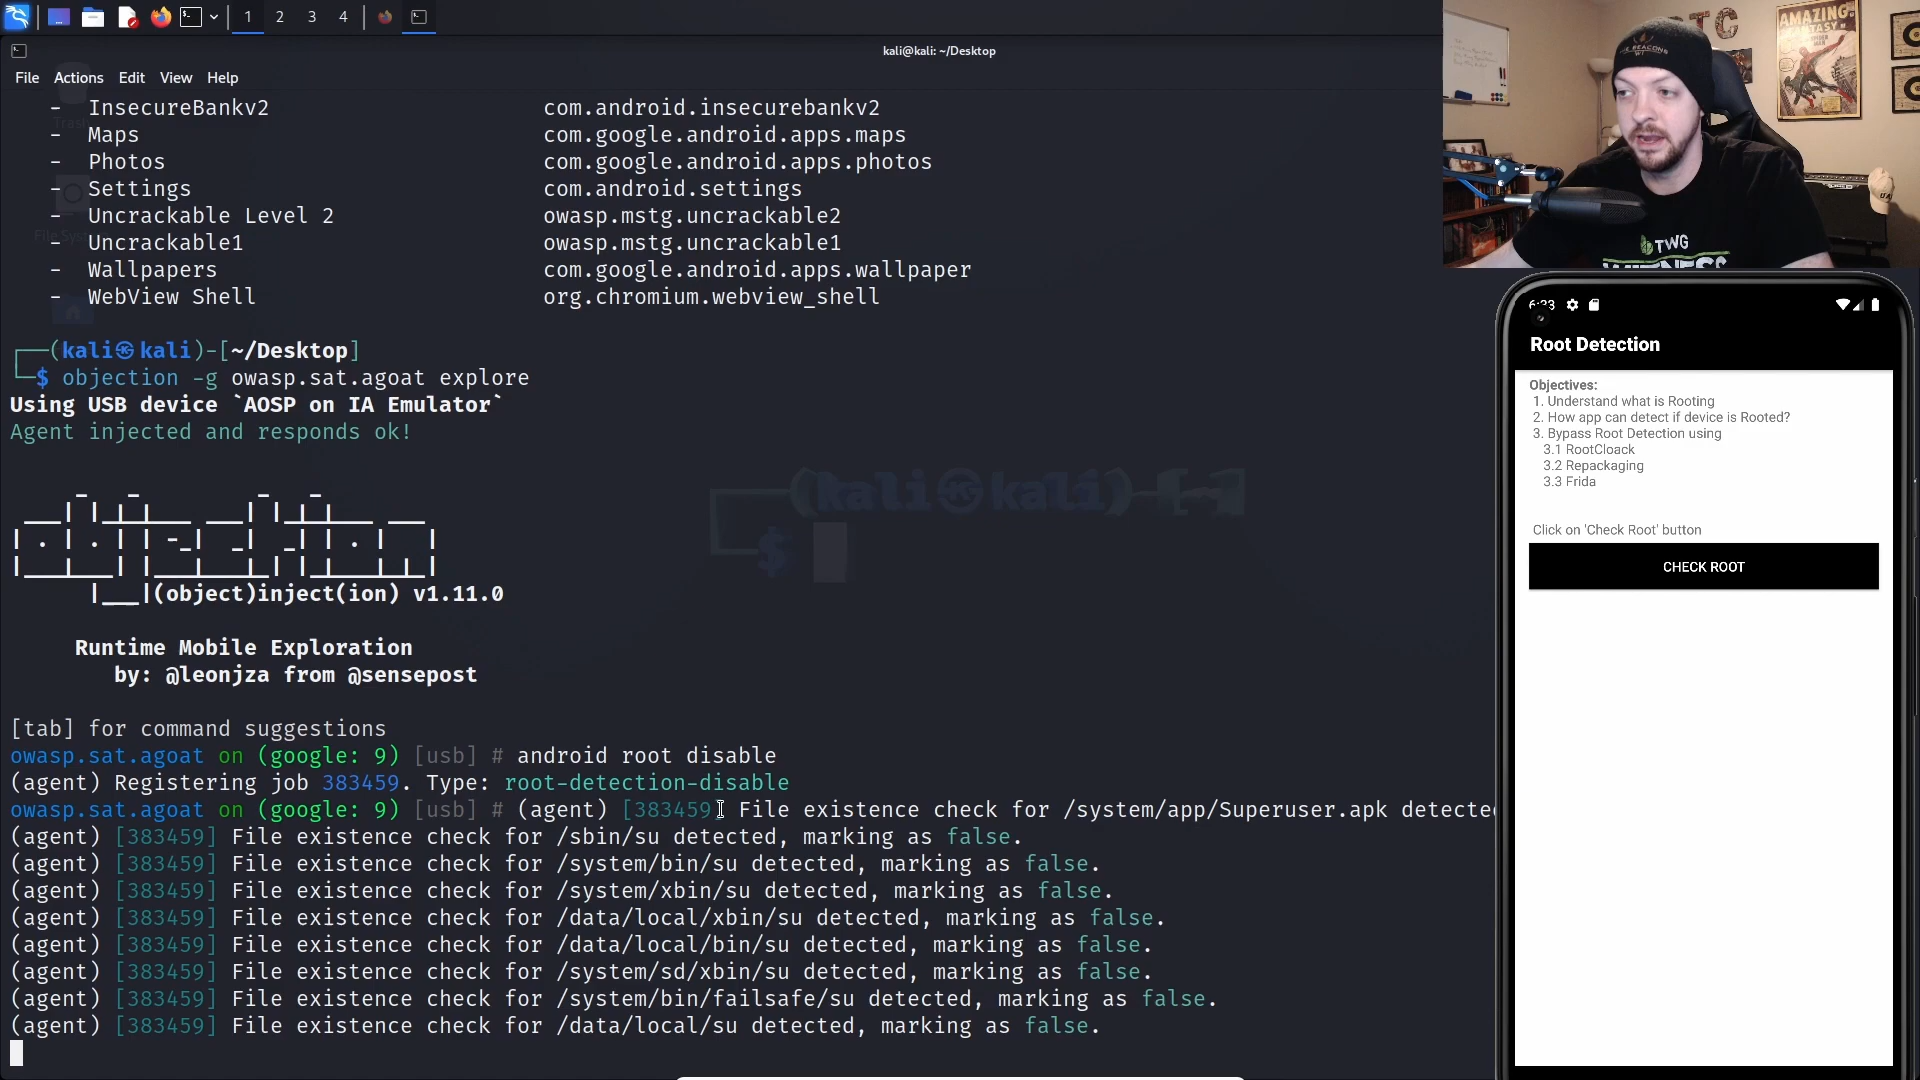 1 2 3 4
kali@kali: ~/Desktop
File Actions Edit View Help
- InsecureBankv2 com.android.insecurebankv2
- Maps com.google.android.apps.maps
- Photos com.google.android.apps.photos
- Settings com.android.settings
- Uncrackable Level 2 owasp.mstg.uncrackable2
- Uncrackable1 owasp.mstg.uncrackable1
- Wallpapers com.google.android.apps.wallpaper
- WebView Shell org.chromium.webview_shell
Trash
File System
┌──(kali㉿kali)-[~/Desktop]
└─$ objection -g owasp.sat.agoat explore
Using USB device `AOSP on IA Emulator`
Agent injected and responds ok!
(kali㉿kali)-[~]
$
|___|(object)inject(ion) v1.11.0
Runtime Mobile Exploration
by: @leonjza from @sensepost
[tab] for command suggestions
owasp.sat.agoat on (google: 9) [usb] # android root disable
(agent) Registering job 383459. Type: root-detection-disable
owasp.sat.agoat on (google: 9) [usb] # (agent) [383459] File existence check for /system/app/Superuser.apk detected
(agent) [383459] File existence check for /sbin/su detected, marking as false.
(agent) [383459] File existence check for /system/bin/su detected, marking as false.
(agent) [383459] File existence check for /system/xbin/su detected, marking as false.
(agent) [383459] File existence check for /data/local/xbin/su detected, marking as false.
(agent) [383459] File existence check for /data/local/bin/su detected, marking as false.
(agent) [383459] File existence check for /system/sd/xbin/su detected, marking as false.
(agent) [383459] File existence check for /system/bin/failsafe/su detected, marking as false.
(agent) [383459] File existence check for /data/local/su detected, marking as false.
AMAZING
FANTASY
TWG
WITNESS
6:23
Root Detection
Objectives:
1. Understand what is Rooting
2. How app can detect if device is Rooted?
3. Bypass Root Detection using
3.1 RootCloack
3.2 Repackaging
3.3 Frida
Click on 'Check Root' button
CHECK ROOT